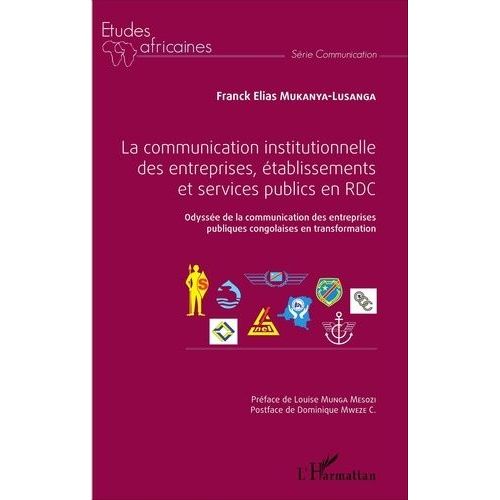 Etudes
africaines
Série Communication
Franck Elias MUKANYA-LUSANGA
La communication institutionnelle
des entreprises, établissements
et services publics en RDC
Odyssée de la communication des entreprises
publiques congolaises en transformation
S
nel
Préface de Louise MUNGA MESOZI
Postface de Dominique MWEZE C.
L'Harmattan